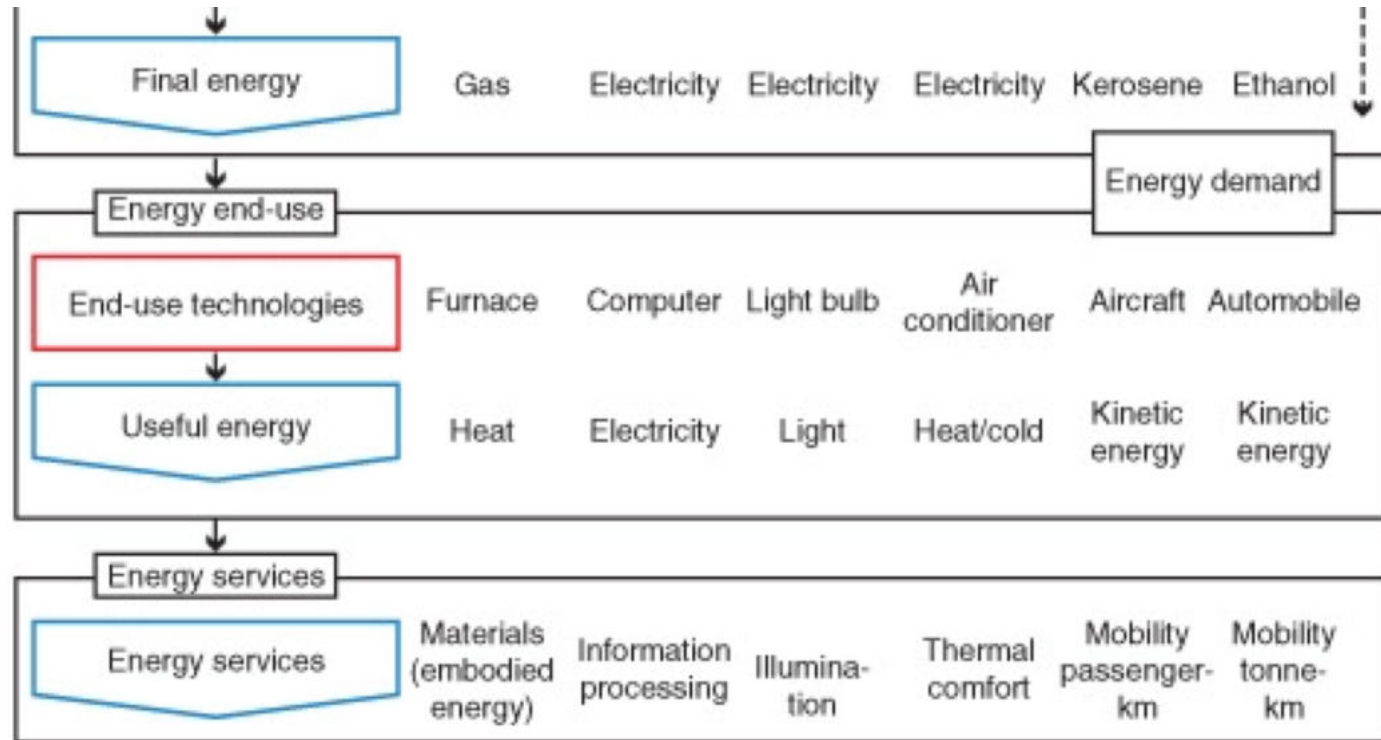 Final energy Gas Electricity Electricity Electricity Kerosene Ethanol
Energy demand
Energy end-use
End-use technologies Furnace Computer Light bulb Air conditioner Aircraft Automobile
Useful energy Heat Electricity Light Heat/cold Kinetic energy Kinetic energy
Energy services
Energy services Materials (embodied energy) Information processing Illumina-tion Thermal comfort Mobility passenger-km Mobility tonne-km